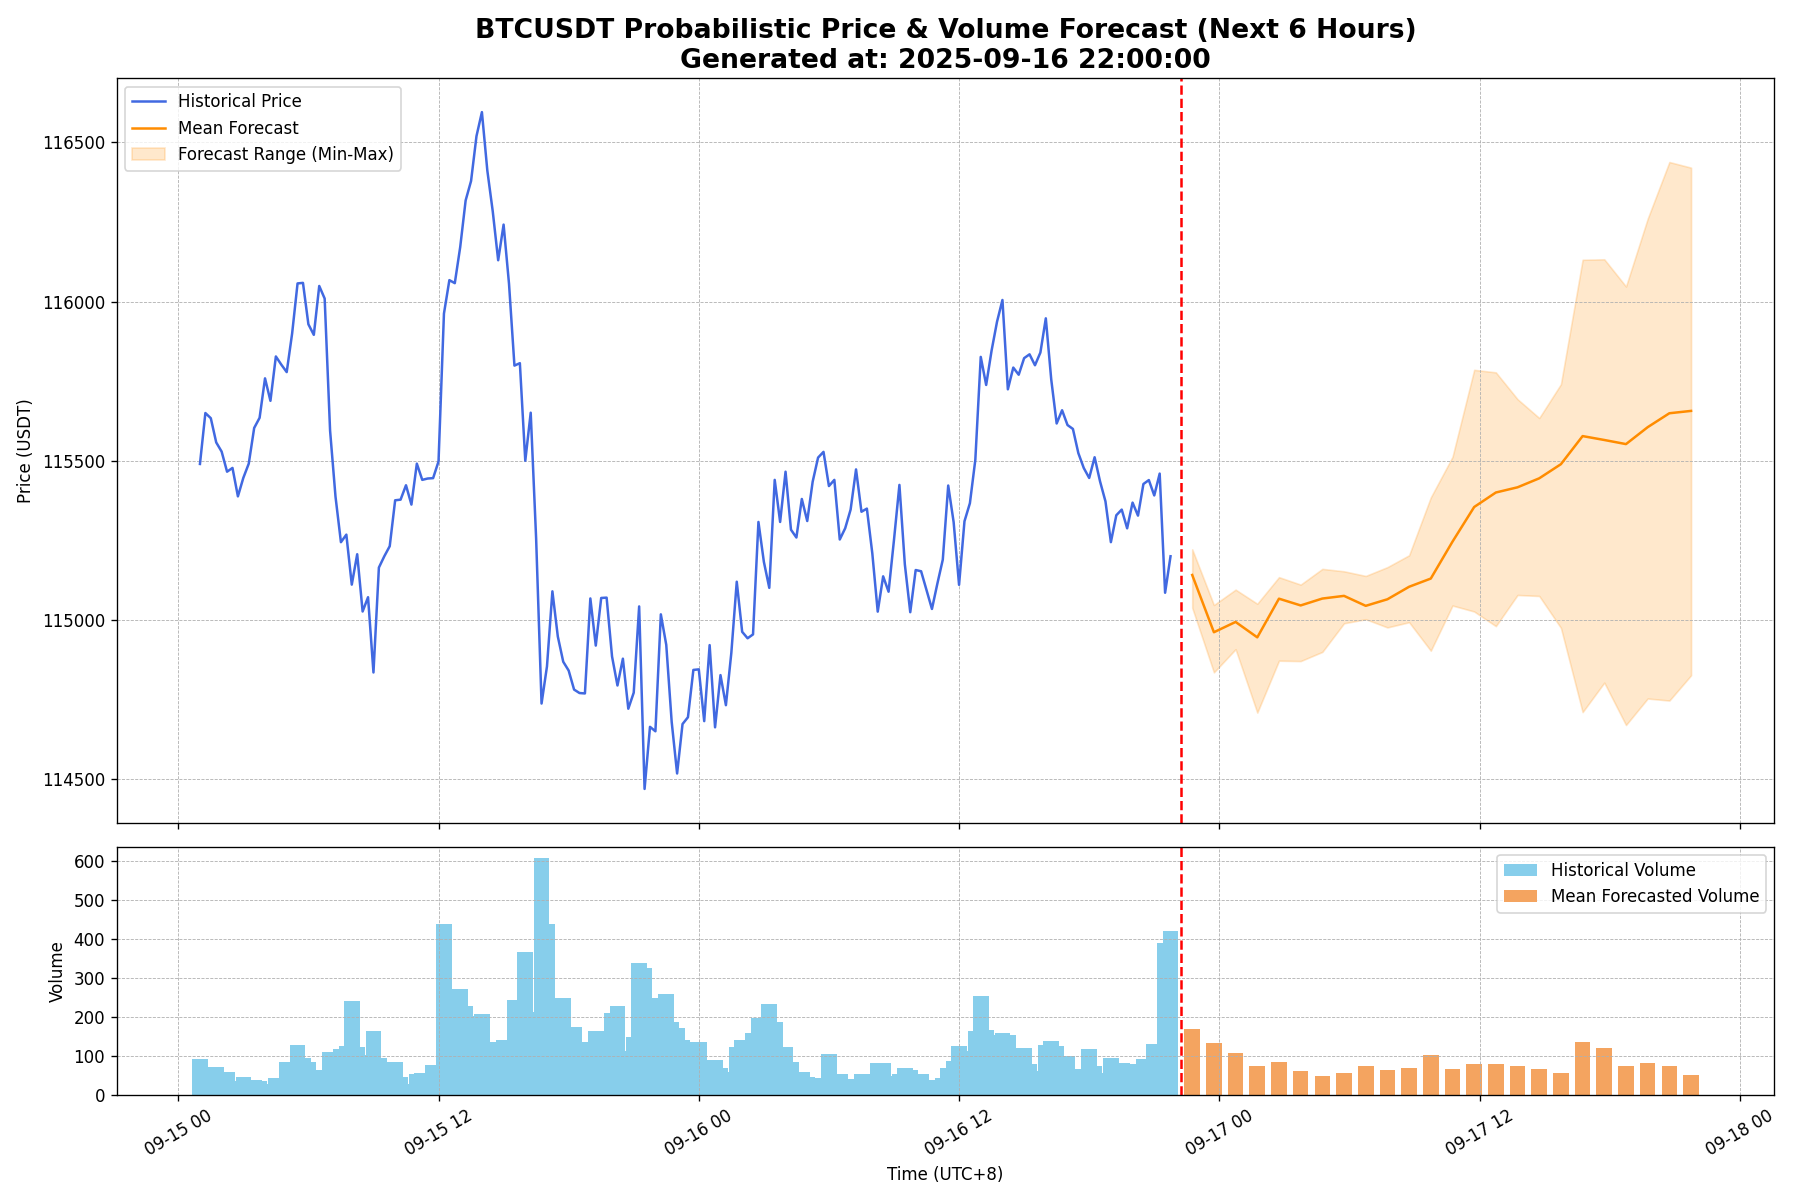 BTCUSDT Probabilistic Price & Volume Forecast (Next 6 Hours)
Generated at: 2025-09-16 22:00:00
Historical Price
Mean Forecast
Forecast Range (Min-Max)
116500
116000
115500
115000
114500
Price (USDT)
Historical Volume
Mean Forecasted Volume
600
500
400
300
200
100
0
Volume
09-15 00
09-15 12
09-16 00
09-16 12
09-17 00
09-17 12
09-18 00
Time (UTC+8)